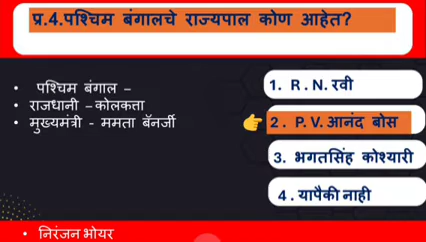 प्र.4.पश्चिम बंगालचे राज्यपाल कोण आहेत?
• पश्चिम बंगाल –
• राजधानी – कोलकत्ता
• मुख्यमंत्री - ममता बॅनर्जी
1. R. N. रवी
2. P. V. आनंद बोस
3. भगतसिंह कोश्यारी
4. यापैकी नाही
• निरंजन भोयर